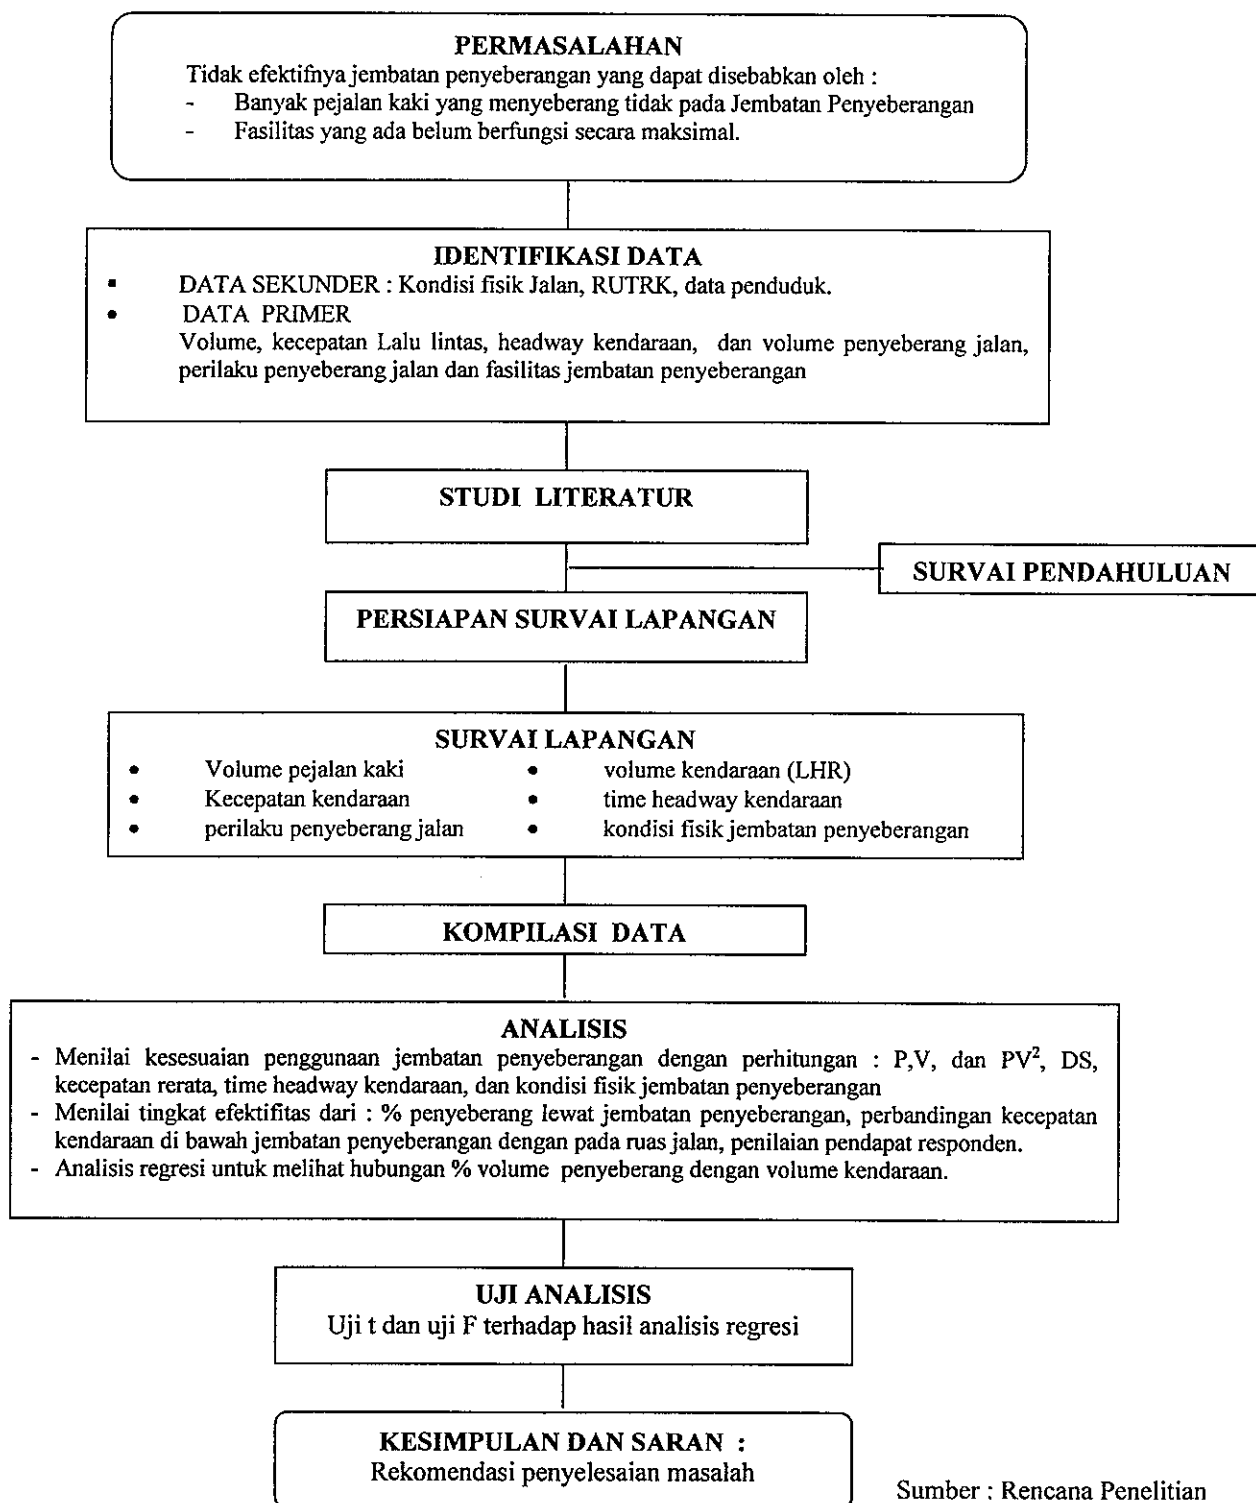 PERMASALAHAN
Tidak efektifnya jembatan penyeberangan yang dapat disebabkan oleh :
- Banyak pejalan kaki yang menyeberang tidak pada Jembatan Penyeberangan
- Fasilitas yang ada belum berfungsi secara maksimal.
IDENTIFIKASI DATA
▪ DATA SEKUNDER : Kondisi fisik Jalan, RUTRK, data penduduk.
• DATA PRIMER
Volume, kecepatan Lalu lintas, headway kendaraan, dan volume penyeberang jalan,
perilaku penyeberang jalan dan fasilitas jembatan penyeberangan
STUDI LITERATUR
SURVAI PENDAHULUAN
PERSIAPAN SURVAI LAPANGAN
SURVAI LAPANGAN
• Volume pejalan kaki • volume kendaraan (LHR)
• Kecepatan kendaraan • time headway kendaraan
• perilaku penyeberang jalan • kondisi fisik jembatan penyeberangan
KOMPILASI DATA
ANALISIS
- Menilai kesesuaian penggunaan jembatan penyeberangan dengan perhitungan : P,V, dan PV², DS,
kecepatan rerata, time headway kendaraan, dan kondisi fisik jembatan penyeberangan
- Menilai tingkat efektifitas dari : % penyeberang lewat jembatan penyeberangan, perbandingan kecepatan
kendaraan di bawah jembatan penyeberangan dengan pada ruas jalan, penilaian pendapat responden.
- Analisis regresi untuk melihat hubungan % volume penyeberang dengan volume kendaraan.
UJI ANALISIS
Uji t dan uji F terhadap hasil analisis regresi
KESIMPULAN DAN SARAN :
Rekomendasi penyelesaian masalah
Sumber : Rencana Penelitian